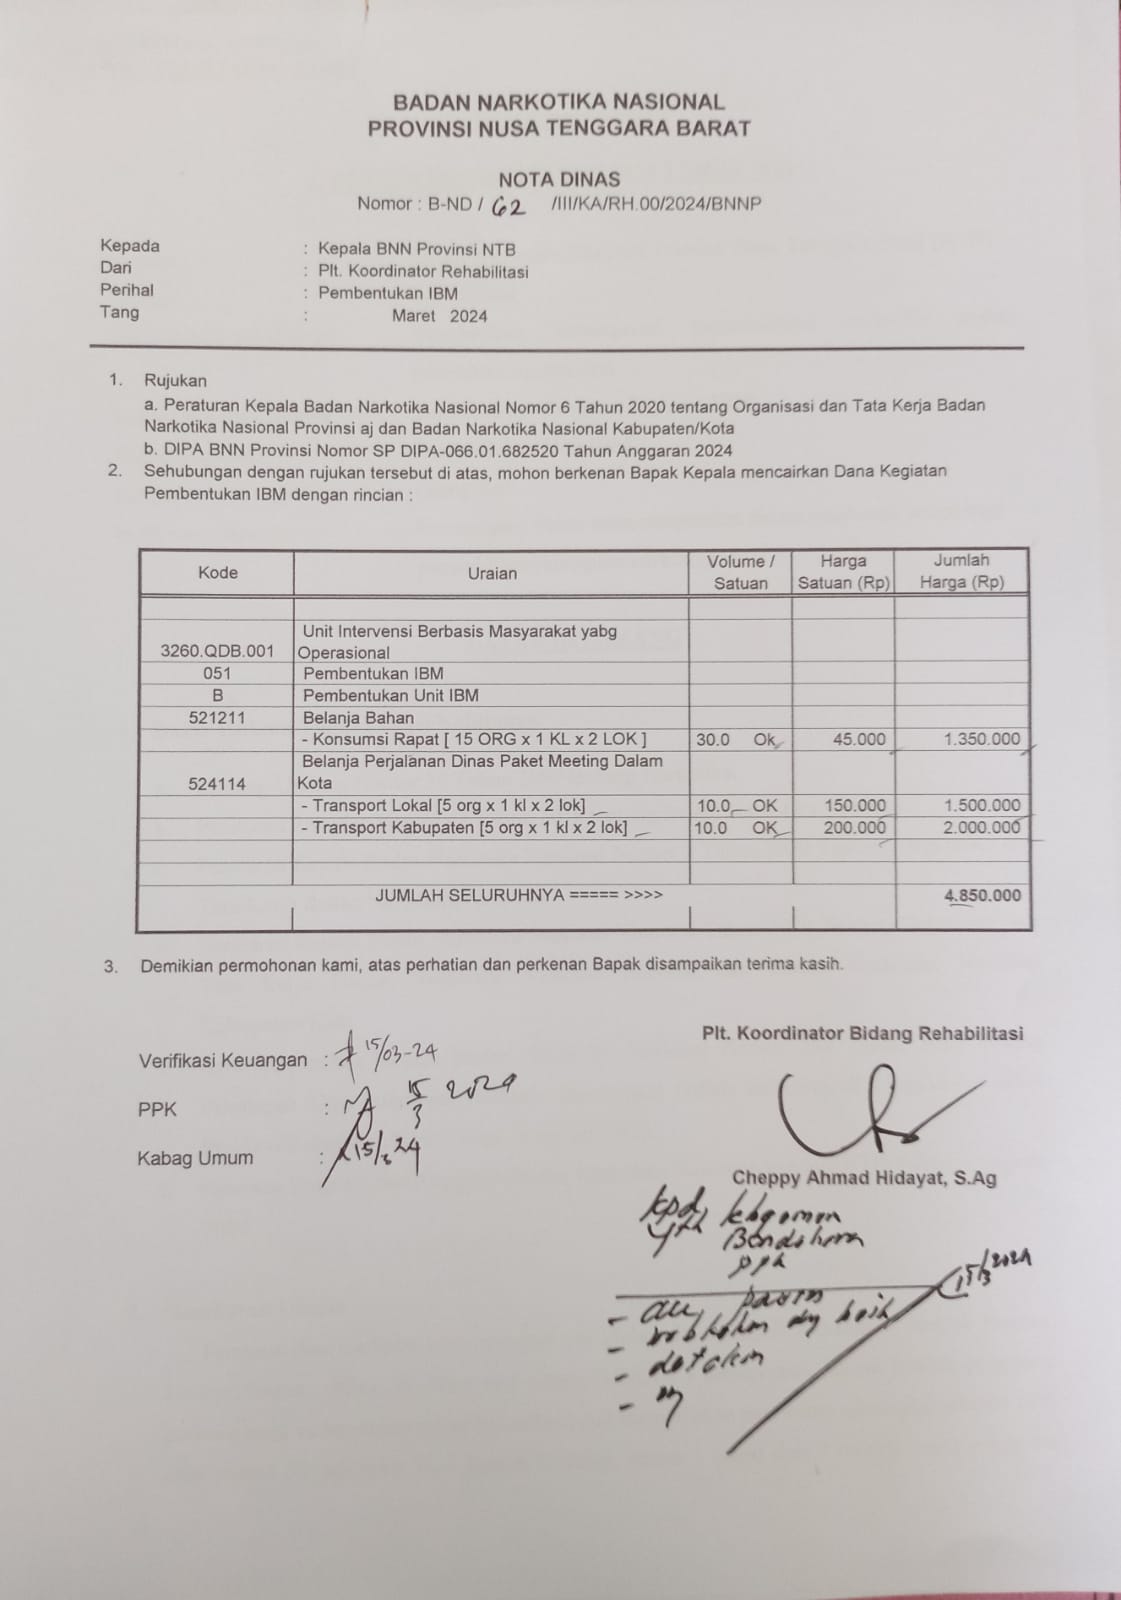 BADAN NARKOTIKA NASIONAL
PROVINSI NUSA TENGGARA BARAT
NOTA DINAS
Nomor : B-ND / 62 /III/KA/RH.00/2024/BNNP
Kepada : Kepala BNN Provinsi NTB
Dari : Plt. Koordinator Rehabilitasi
Perihal : Pembentukan IBM
Tang : Maret 2024
1. Rujukan
a. Peraturan Kepala Badan Narkotika Nasional Nomor 6 Tahun 2020 tentang Organisasi dan Tata Kerja Badan
Narkotika Nasional Provinsi aj dan Badan Narkotika Nasional Kabupaten/Kota
b. DIPA BNN Provinsi Nomor SP DIPA-066.01.682520 Tahun Anggaran 2024
2. Sehubungan dengan rujukan tersebut di atas, mohon berkenan Bapak Kepala mencairkan Dana Kegiatan
Pembentukan IBM dengan rincian :
Kode Uraian Volume / Satuan Harga Satuan (Rp) Jumlah Harga (Rp)
3260.QDB.001 Unit Intervensi Berbasis Masyarakat yabg Operasional
051 Pembentukan IBM
B Pembentukan Unit IBM
521211 Belanja Bahan
- Konsumsi Rapat [ 15 ORG x 1 KL x 2 LOK ] 30.0 Ok 45.000 1.350.000
524114 Belanja Perjalanan Dinas Paket Meeting Dalam Kota
- Transport Lokal [5 org x 1 kl x 2 lok] 10.0 OK 150.000 1.500.000
- Transport Kabupaten [5 org x 1 kl x 2 lok] 10.0 OK 200.000 2.000.000
JUMLAH SELURUHNYA ===== >>>> 4.850.000
3. Demikian permohonan kami, atas perhatian dan perkenan Bapak disampaikan terima kasih.
Plt. Koordinator Bidang Rehabilitasi
Verifikasi Keuangan : 15/03-24
PPK : 15/3 2024
Kabag Umum : 15/3 24
Cheppy Ahmad Hidayat, S.Ag
kpd
Yth
Bendahara
ppk
15/3 2024